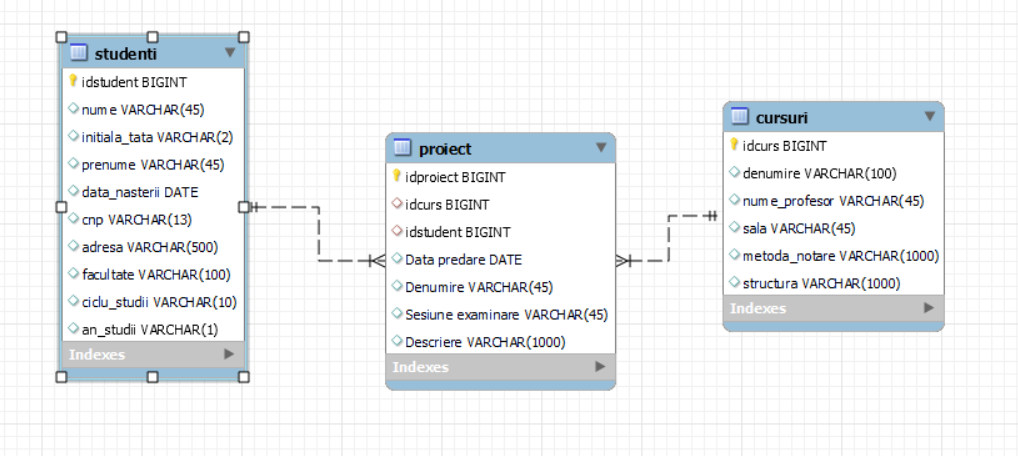 studenti
idstudent BIGINT
nume VARCHAR(45)
initiala_tata VARCHAR(2)
prenume VARCHAR(45)
data_nasterii DATE
cnp VARCHAR(13)
adresa VARCHAR(500)
facultate VARCHAR(100)
ciclu_studii VARCHAR(10)
an_studii VARCHAR(1)
Indexes
proiect
idproiect BIGINT
idcurs BIGINT
idstudent BIGINT
Data predare DATE
Denumire VARCHAR(45)
Sesiune examinare VARCHAR(45)
Descriere VARCHAR(1000)
Indexes
cursuri
idcurs BIGINT
denumire VARCHAR(100)
nume_profesor VARCHAR(45)
sala VARCHAR(45)
metoda_notare VARCHAR(1000)
structura VARCHAR(1000)
Indexes